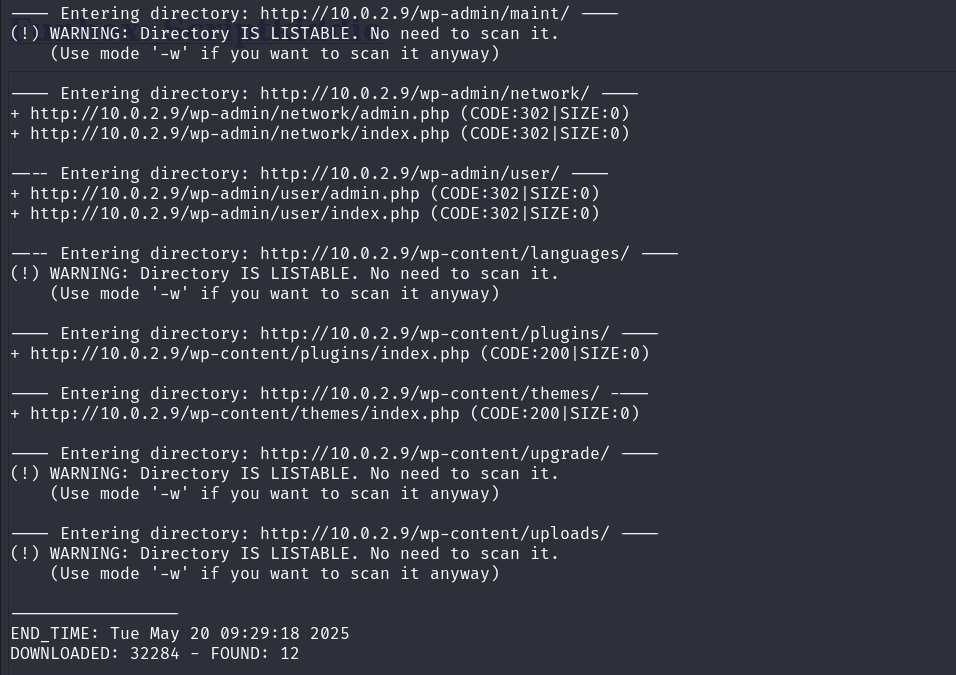 ---- Entering directory: http://10.0.2.9/wp-admin/maint/ ----
(!) WARNING: Directory IS LISTABLE. No need to scan it.
    (Use mode '-w' if you want to scan it anyway)

---- Entering directory: http://10.0.2.9/wp-admin/network/ ----
+ http://10.0.2.9/wp-admin/network/admin.php (CODE:302|SIZE:0)
+ http://10.0.2.9/wp-admin/network/index.php (CODE:302|SIZE:0)

---- Entering directory: http://10.0.2.9/wp-admin/user/ ----
+ http://10.0.2.9/wp-admin/user/admin.php (CODE:302|SIZE:0)
+ http://10.0.2.9/wp-admin/user/index.php (CODE:302|SIZE:0)

---- Entering directory: http://10.0.2.9/wp-content/languages/ ----
(!) WARNING: Directory IS LISTABLE. No need to scan it.
    (Use mode '-w' if you want to scan it anyway)

---- Entering directory: http://10.0.2.9/wp-content/plugins/ ----
+ http://10.0.2.9/wp-content/plugins/index.php (CODE:200|SIZE:0)

---- Entering directory: http://10.0.2.9/wp-content/themes/ ----
+ http://10.0.2.9/wp-content/themes/index.php (CODE:200|SIZE:0)

---- Entering directory: http://10.0.2.9/wp-content/upgrade/ ----
(!) WARNING: Directory IS LISTABLE. No need to scan it.
    (Use mode '-w' if you want to scan it anyway)

---- Entering directory: http://10.0.2.9/wp-content/uploads/ ----
(!) WARNING: Directory IS LISTABLE. No need to scan it.
    (Use mode '-w' if you want to scan it anyway)

-----------------
END_TIME: Tue May 20 09:29:18 2025
DOWNLOADED: 32284 - FOUND: 12